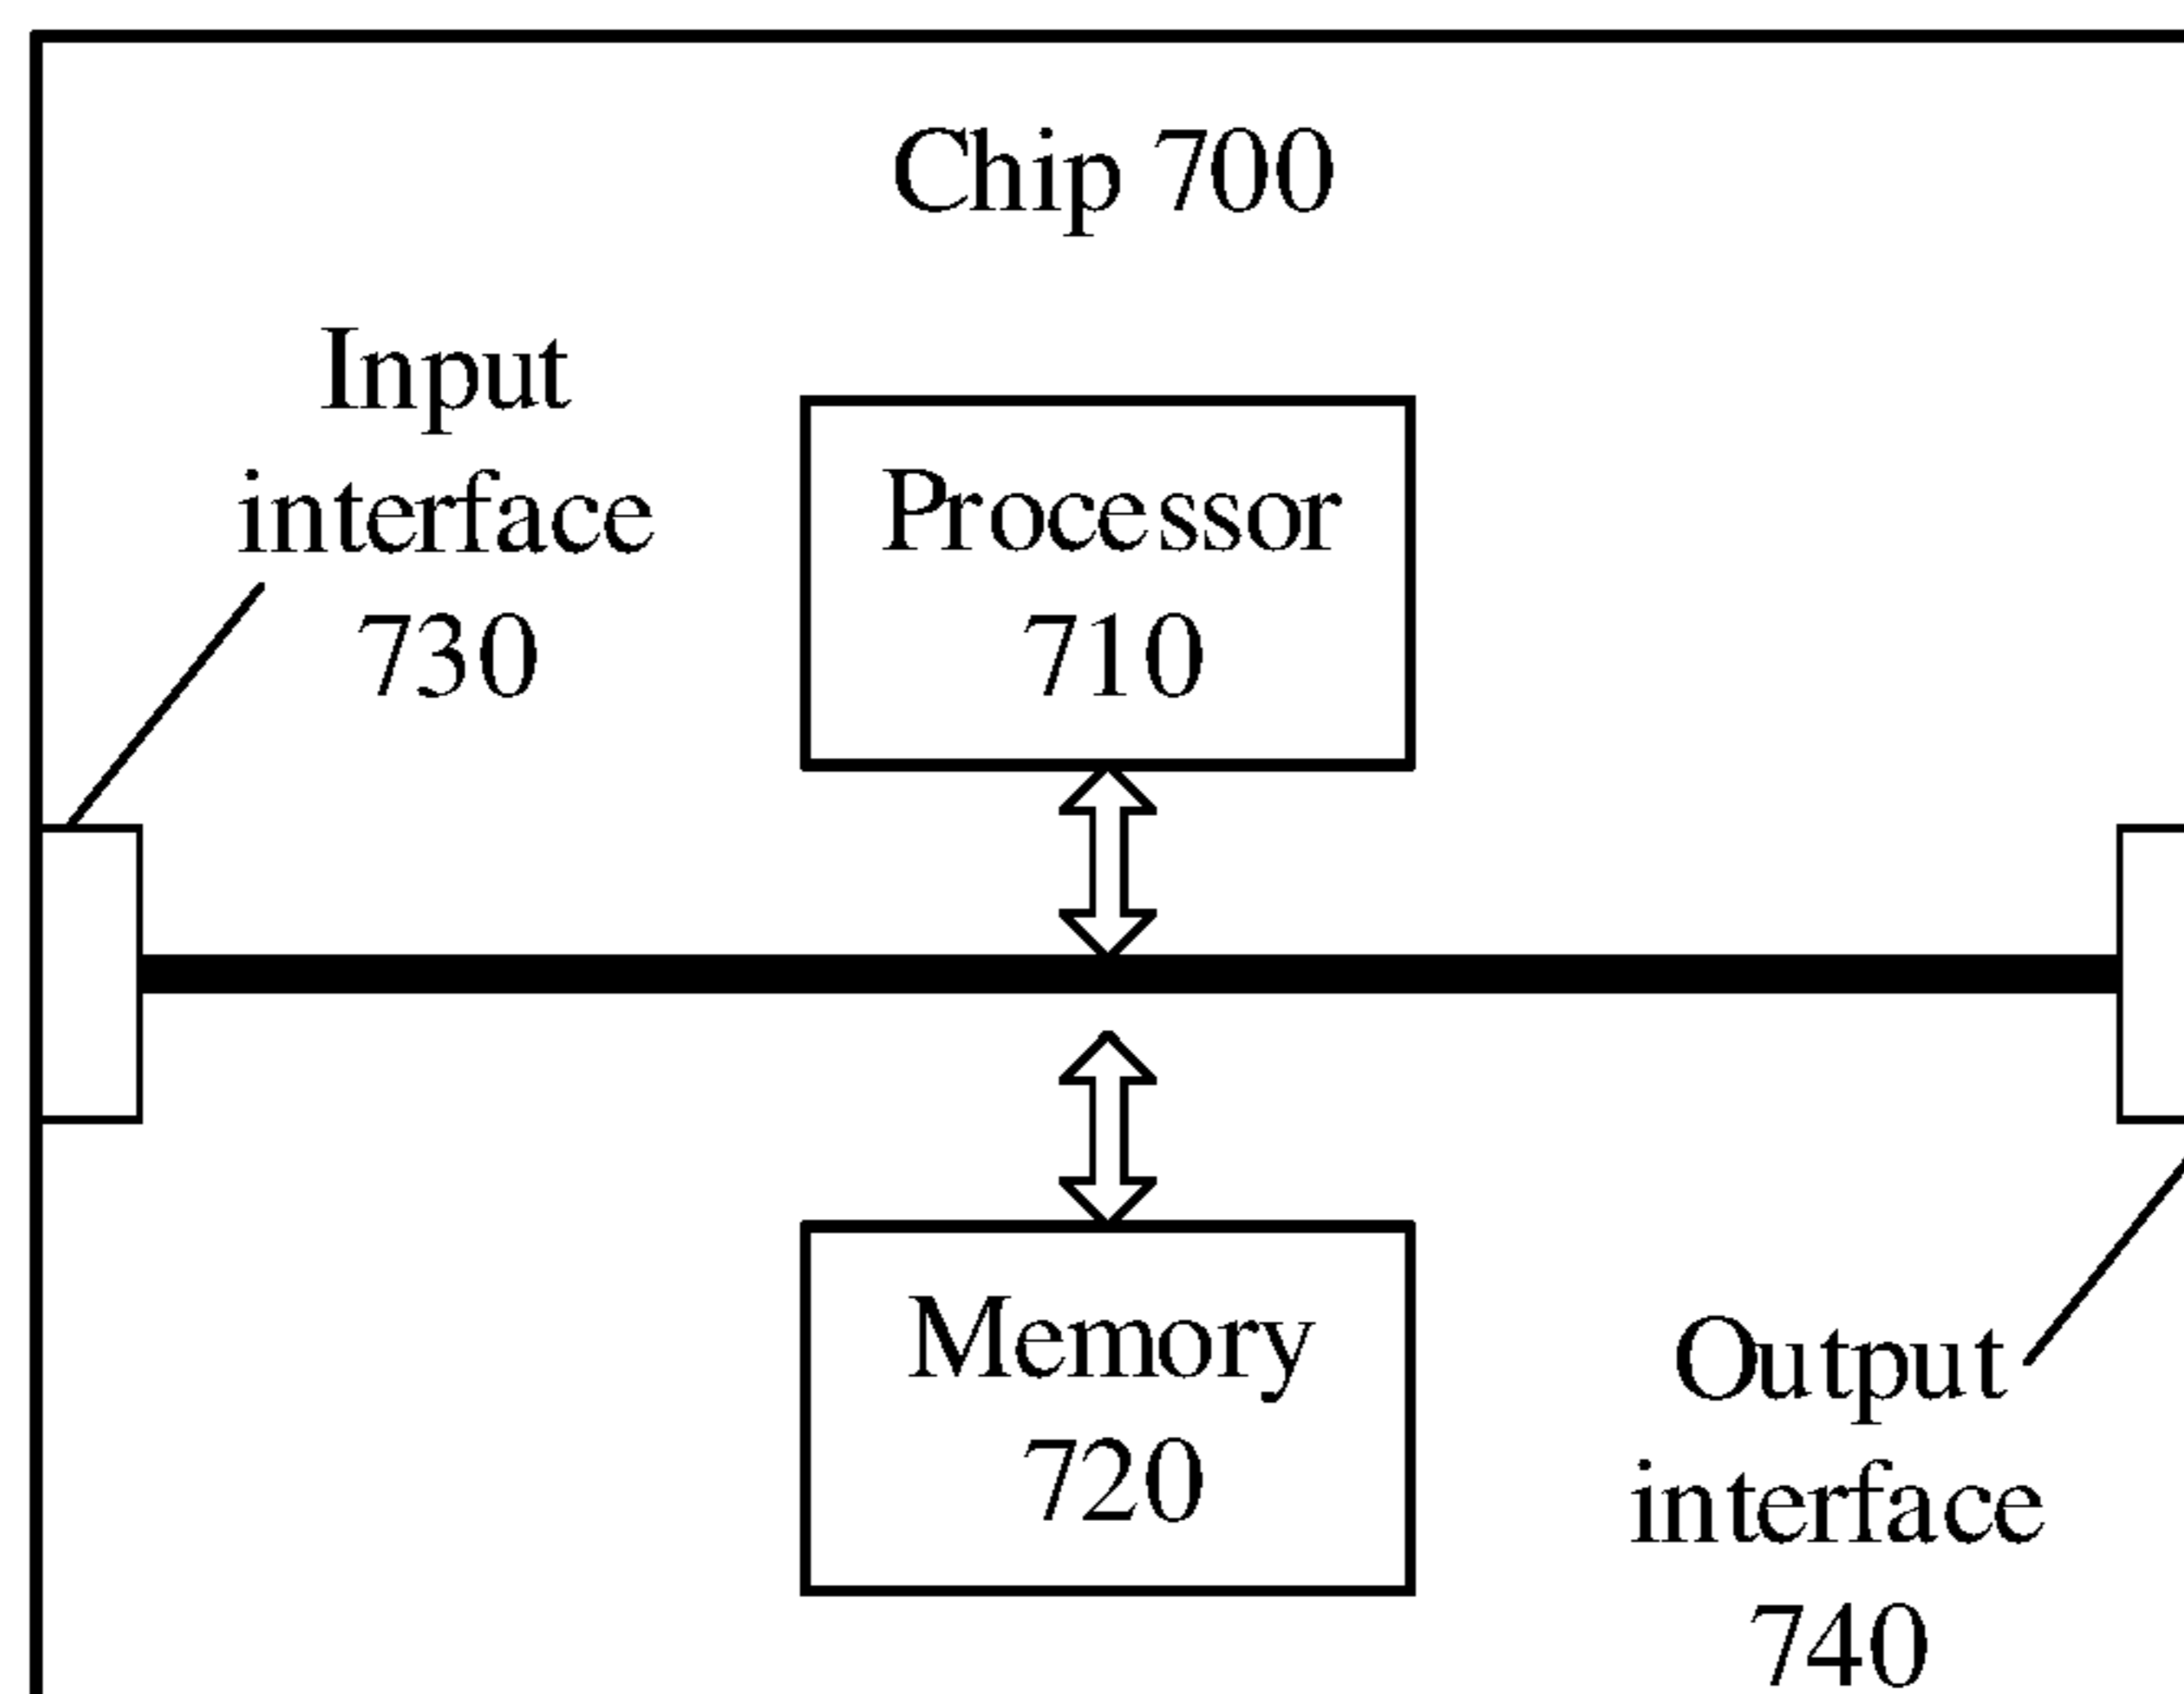 Chip 700
Input
interface
730
Processor
710
Memory
720
Output
interface
740